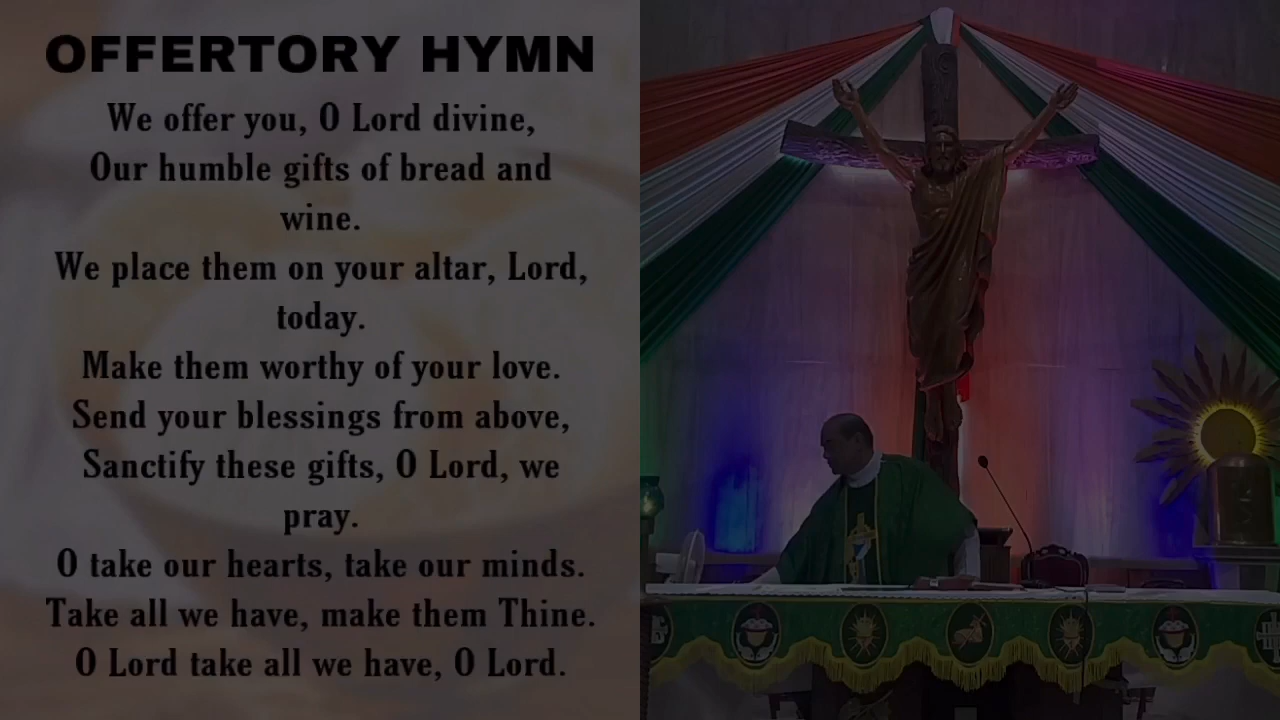 OFFERTORY HYMN
We offer you, O Lord divine,
Our humble gifts of bread and
wine.
We place them on your altar, Lord,
today.
Make them worthy of your love.
Send your blessings from above,
Sanctify these gifts, O Lord, we
pray.
O take our hearts, take our minds.
Take all we have, make them Thine.
O Lord take all we have, O Lord.